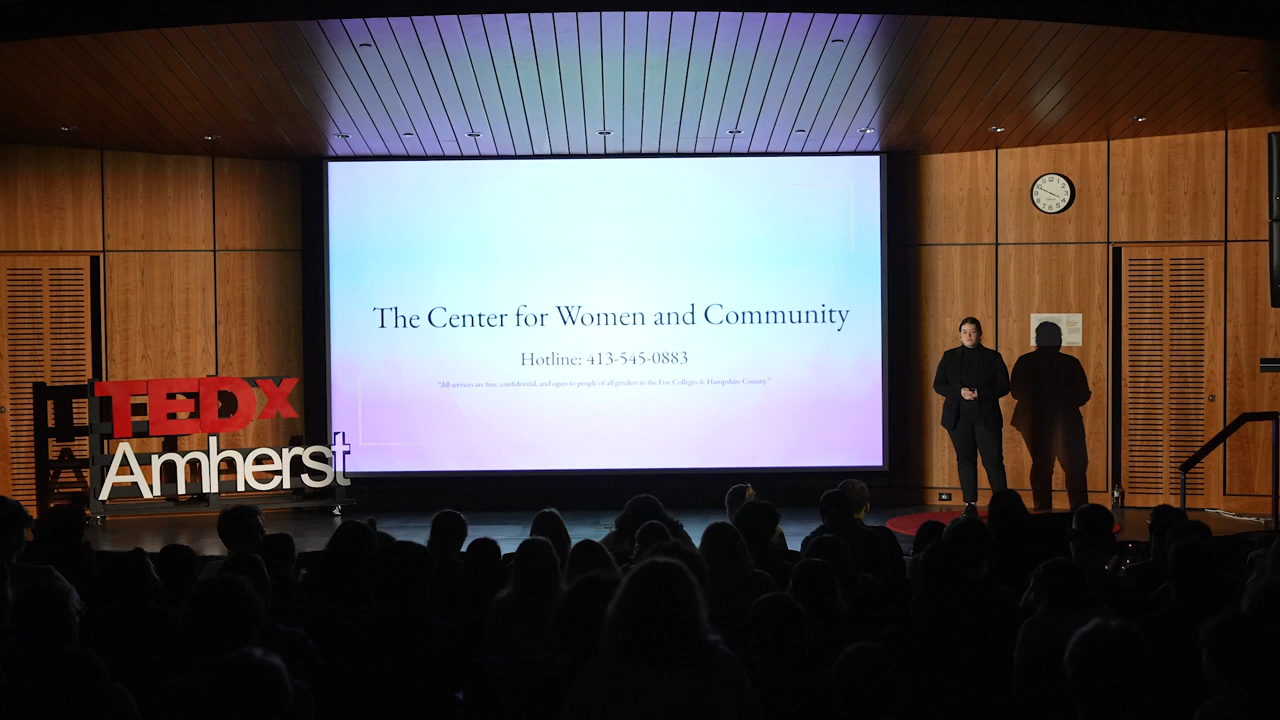 The Center for Women and Community
Hotline: 413-545-0883
"All services are free, confidential, and open to people of all genders in the Five Colleges & Hampshire County."
TEDx
Amherst